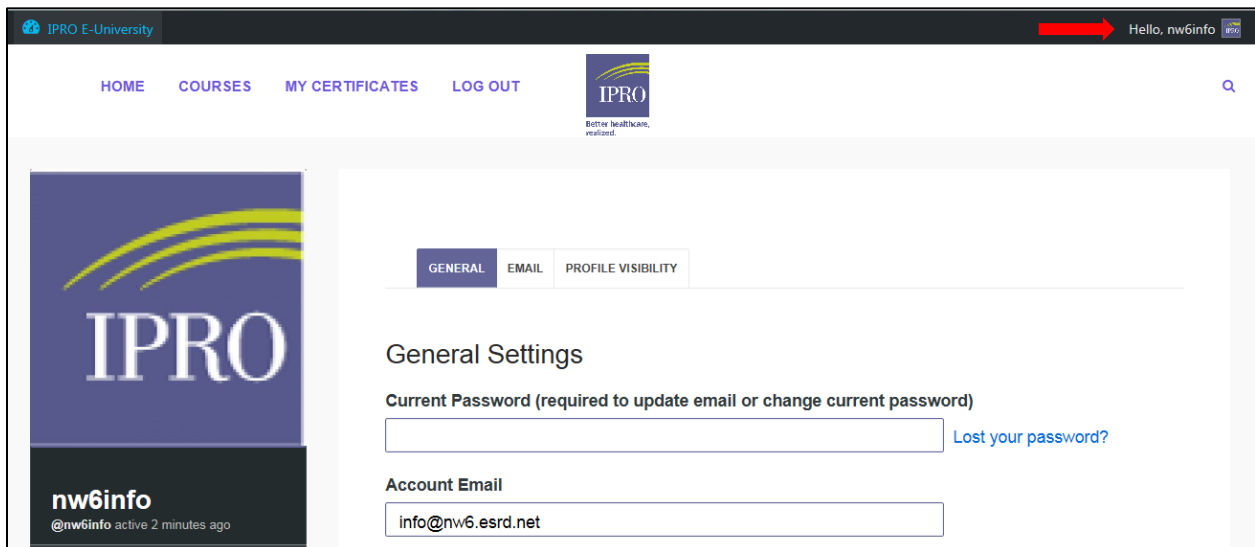 IPRO E-University
Hello, nw6info
IPRO
HOME COURSES MY CERTIFICATES LOG OUT
IPRO
Better healthcare,
realized.
IPRO
GENERAL EMAIL PROFILE VISIBILITY
General Settings
Current Password (required to update email or change current password)
Lost your password?
Account Email
info@nw6.esrd.net
nw6info
@nw6info active 2 minutes ago